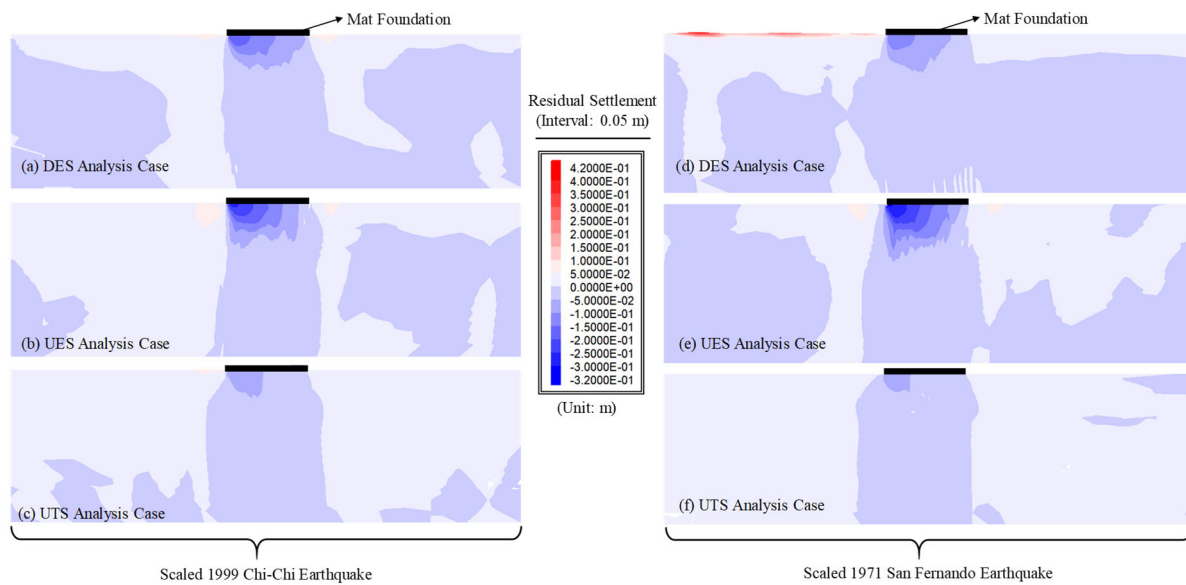 Mat Foundation
(a) DES Analysis Case
(b) UES Analysis Case
(c) UTS Analysis Case
Scaled 1999 Chi-Chi Earthquake
Residual Settlement
(Interval: 0.05 m)
4.2000E-01
4.0000E-01
3.5000E-01
3.0000E-01
2.5000E-01
2.0000E-01
1.5000E-01
1.0000E-01
5.0000E-02
0.0000E+00
-5.0000E-02
-1.0000E-01
-1.5000E-01
-2.0000E-01
-2.5000E-01
-3.0000E-01
-3.2000E-01
(Unit: m)
Mat Foundation
(d) DES Analysis Case
(e) UES Analysis Case
(f) UTS Analysis Case
Scaled 1971 San Fernando Earthquake